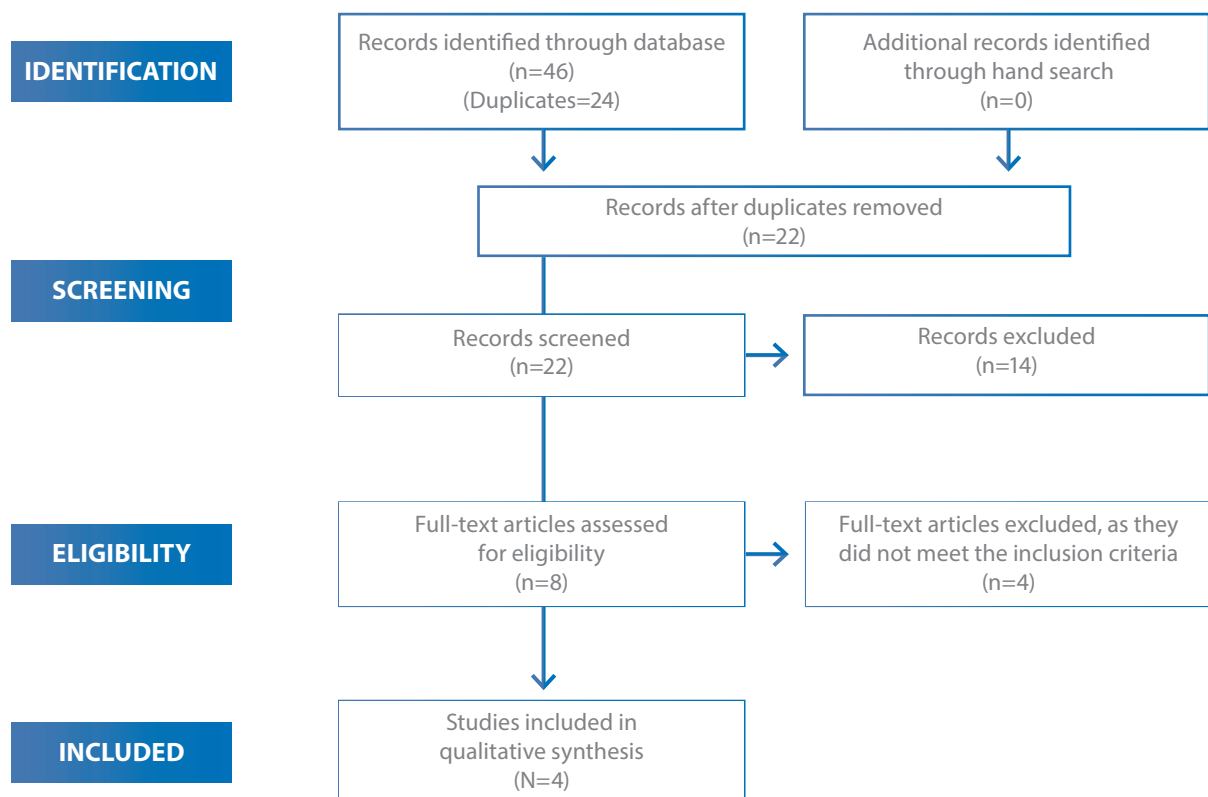 IDENTIFICATION
Records identified through database
(n=46)
(Duplicates=24)
Additional records identified
through hand search
(n=0)
Records after duplicates removed
(n=22)
SCREENING
Records screened
(n=22)
Records excluded
(n=14)
ELIGIBILITY
Full-text articles assessed
for eligibility
(n=8)
Full-text articles excluded, as they
did not meet the inclusion criteria
(n=4)
INCLUDED
Studies included in
qualitative synthesis
(N=4)